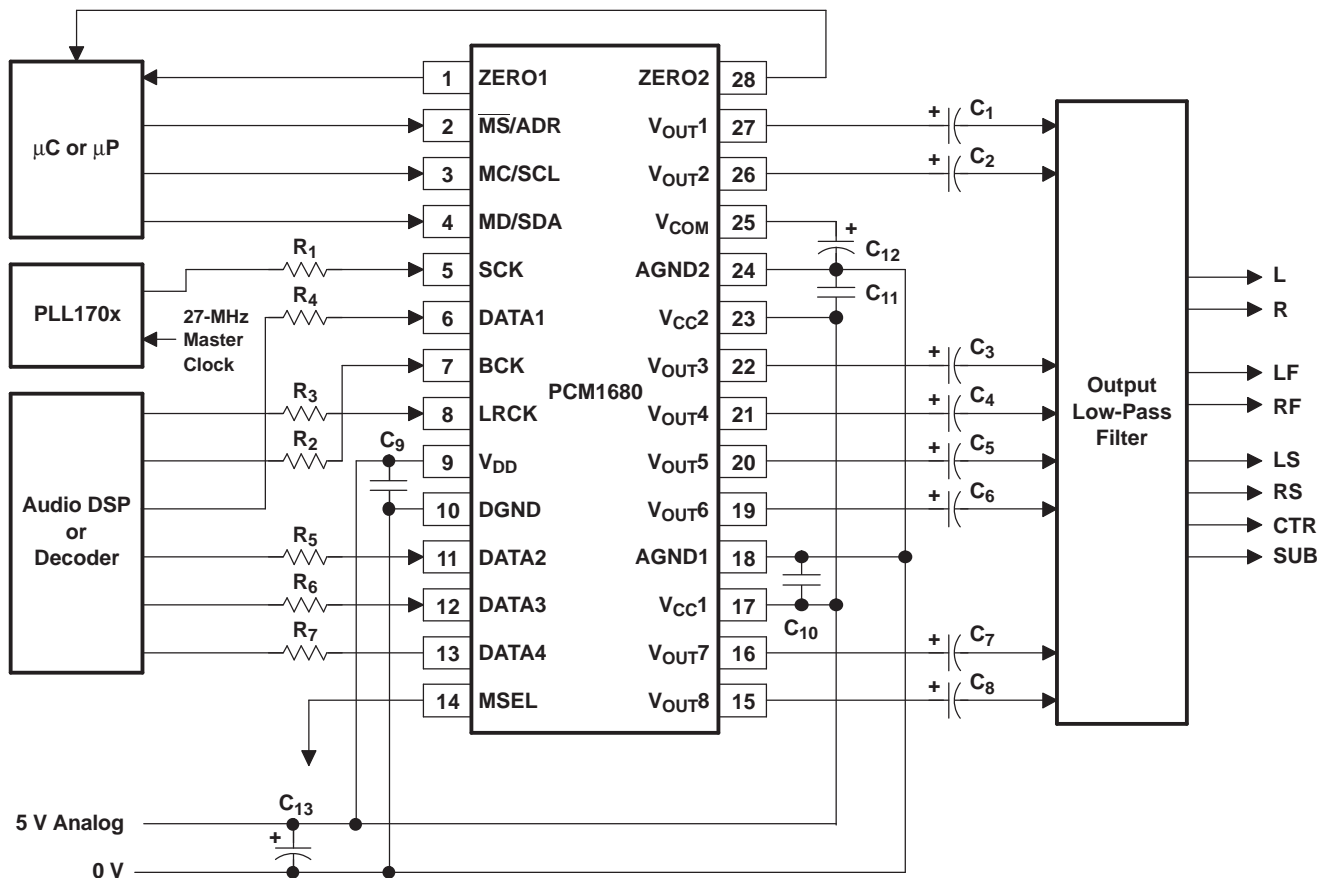 μC or μP
PLL170x
27-MHz
Master
Clock
Audio DSP
or
Decoder
R1
R4
R3
R2
R5
R6
R7
C9
1 ZERO1
2 MS/ADR
3 MC/SCL
4 MD/SDA
5 SCK
6 DATA1
7 BCK
8 LRCK
9 VDD
10 DGND
11 DATA2
12 DATA3
13 DATA4
14 MSEL
PCM1680
ZERO2 28
VOUT1 27
VOUT2 26
VCOM 25
AGND2 24
VCC2 23
VOUT3 22
VOUT4 21
VOUT5 20
VOUT6 19
AGND1 18
VCC1 17
VOUT7 16
VOUT8 15
+ C1
+ C2
+ C12
C11
+ C3
+ C4
+ C5
+ C6
C10
+ C7
+ C8
Output
Low-Pass
Filter
L
R
LF
RF
LS
RS
CTR
SUB
C13
+
5 V Analog
0 V